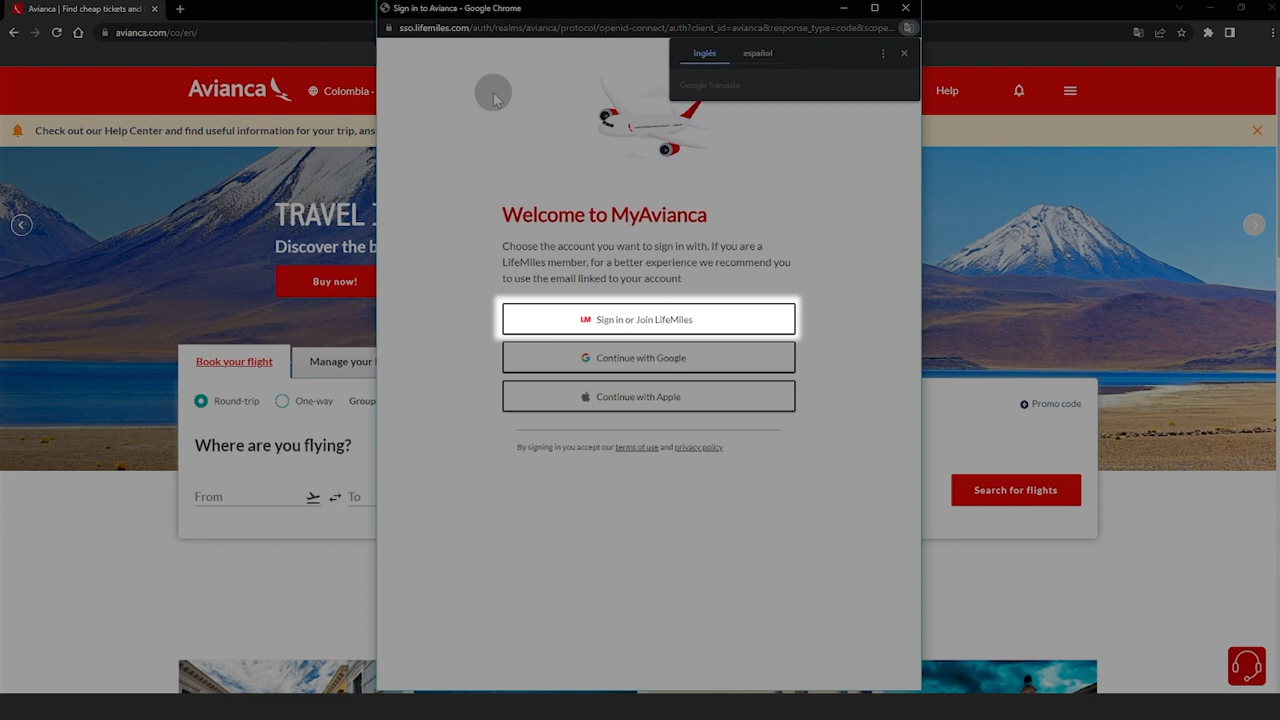 Avianca | Find cheap tickets and
avianca.com/co/en/
Sign in to Avianca - Google Chrome
sso.lifemiles.com/auth/realms/avianca/protocol/openid-connect/auth?client_id=avianca&response_type=code&scope...
inglés español
Google Translate
Avianca
Colombia -
Help
Check out our Help Center and find useful information for your trip, ans
TRAVEL
Discover the b
Buy now!
Welcome to MyAvianca
Choose the account you want to sign in with. If you are a
LifeMiles member, for a better experience we recommend you
to use the email linked to your account
LM Sign in or Join LifeMiles
G Continue with Google
Continue with Apple
By signing in you accept our terms of use and privacy policy
Book your flight
Manage your
Round-trip One-way Group
Promo code
Where are you flying?
From To
Search for flights